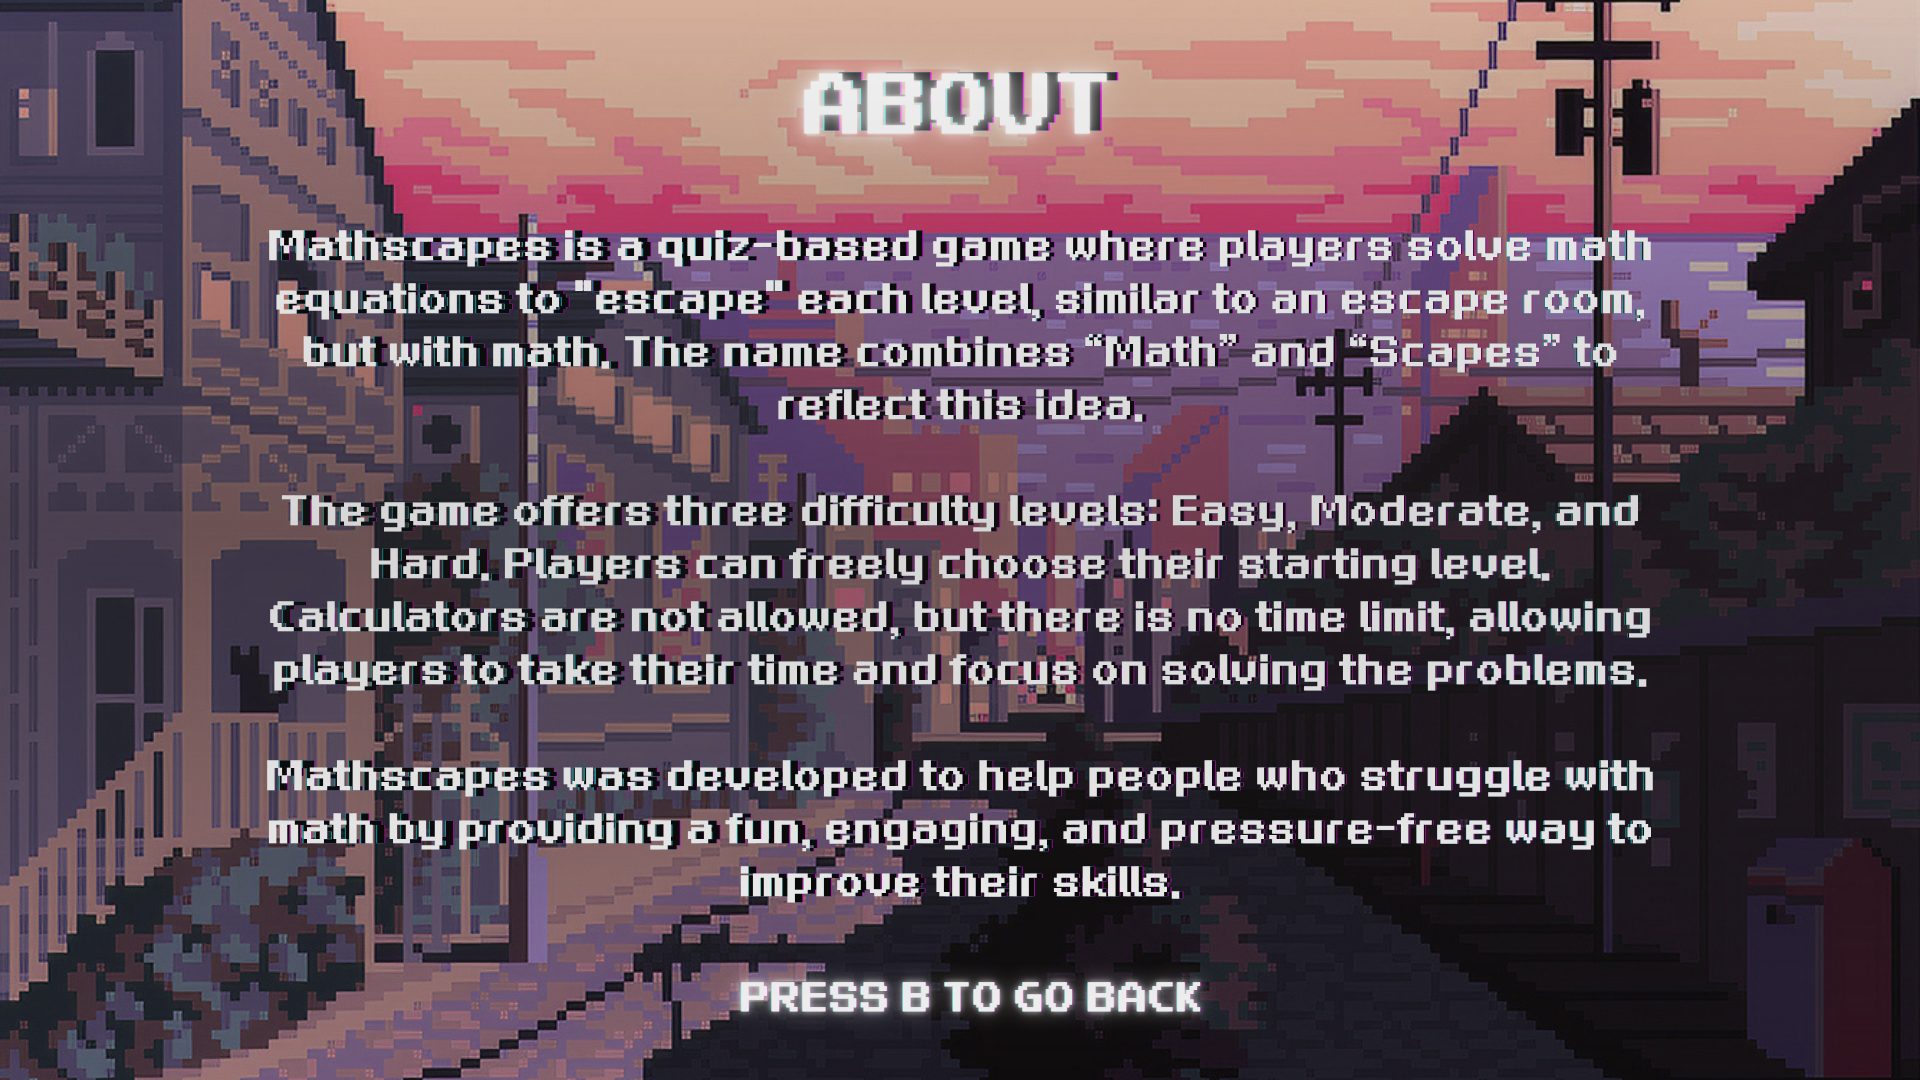 ABOUT
Mathscapes is a quiz-based game where players solve math
equations to "escape" each level, similar to an escape room,
but with math. The name combines “Math” and “Scapes” to
reflect this idea.
The game offers three difficulty levels: Easy, Moderate, and
Hard. Players can freely choose their starting level.
Calculators are not allowed, but there is no time limit, allowing
players to take their time and focus on solving the problems.
Mathscapes was developed to help people who struggle with
math by providing a fun, engaging, and pressure-free way to
improve their skills.
PRESS B TO GO BACK